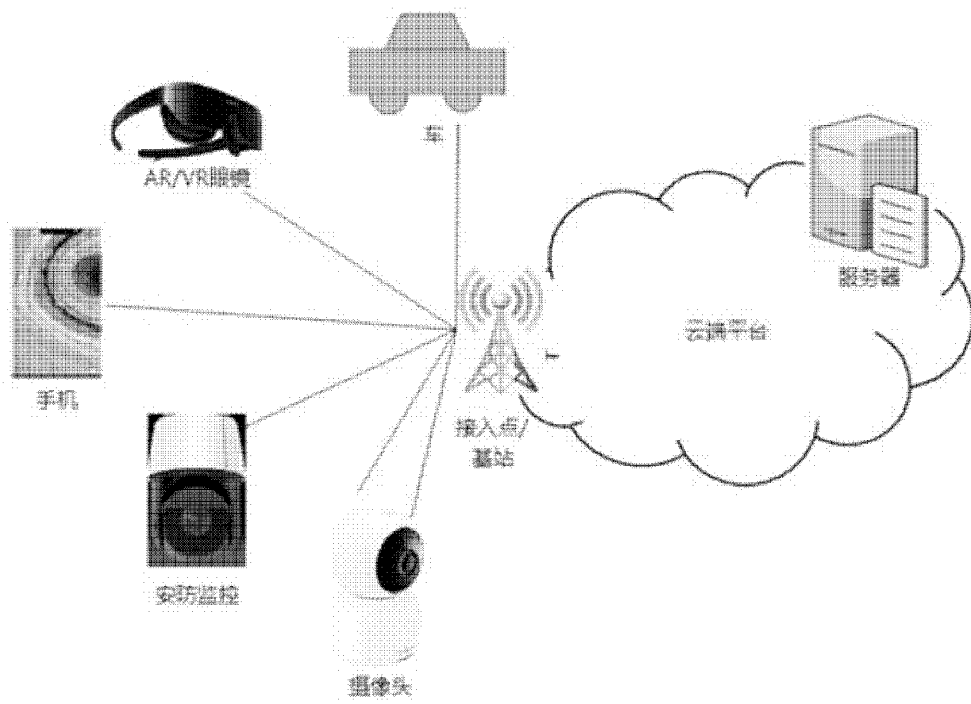 车
AR/VR眼镜
服务器
云端平台
手机
T
接入点/
基站
安防监控
摄像头